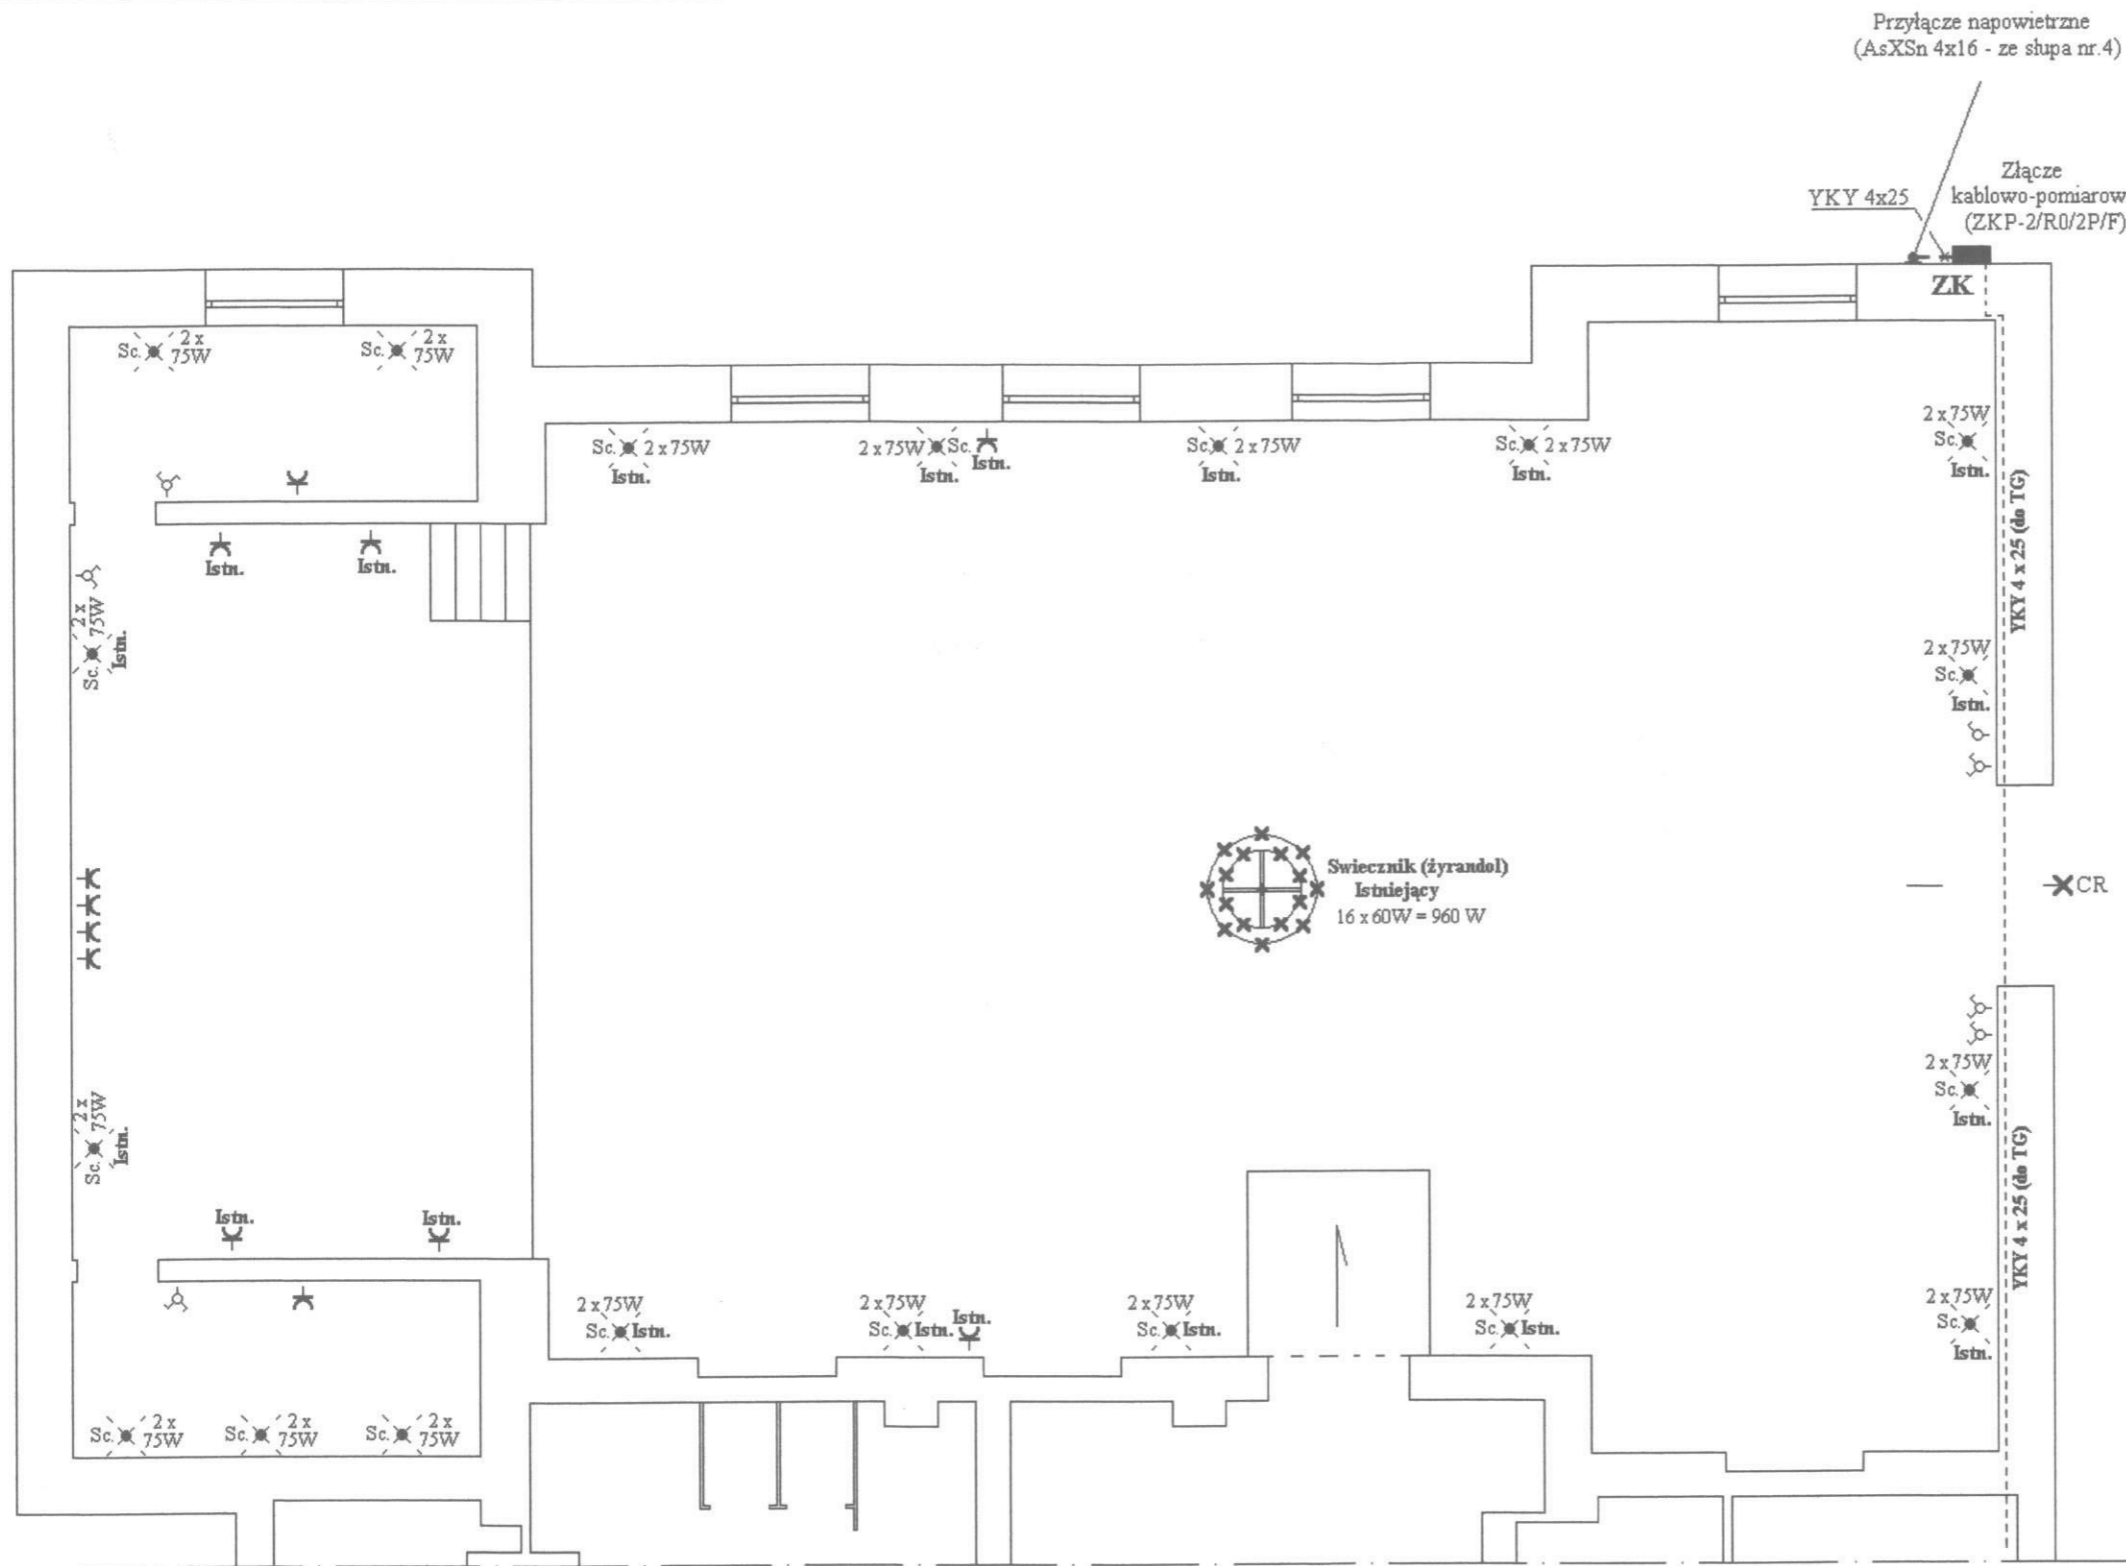 Przyłącze napowietrzne
(AsXSn 4x16 - ze słupa nr.4)
Złącze
kablowo-pomiarow
(ZKP-2/R0/2P/F)
YKY 4x25
ZK
Sc. 2 x
75W
Sc. 2 x
75W
Sc. 2 x 75W
Istn.
2 x 75W Sc.
Istn.
Istn.
Sc. 2 x 75W
Istn.
Sc. 2 x 75W
Istn.
2 x 75W
Sc.
Istn.
YKY 4 x 25 (do TG)
Istn.
Istn.
2 x
75W
Sc.
Istn.
2 x 75W
Sc.
Istn.
Swiecznik (żyrandol)
Istniejący
16 x 60W = 960 W
CR
2 x 75W
Sc.
Istn.
2 x
75W
Sc.
Istn.
YKY 4 x 25 (do TG)
Istn.
Istn.
2 x 75W
Sc. Istn.
2 x 75W
Sc. Istn.
Istn.
2 x 75W
Sc. Istn.
2 x 75W
Sc. Istn.
2 x 75W
Sc.
Istn.
Sc. 2 x
75W
Sc. 2 x
75W
Sc. 2 x
75W